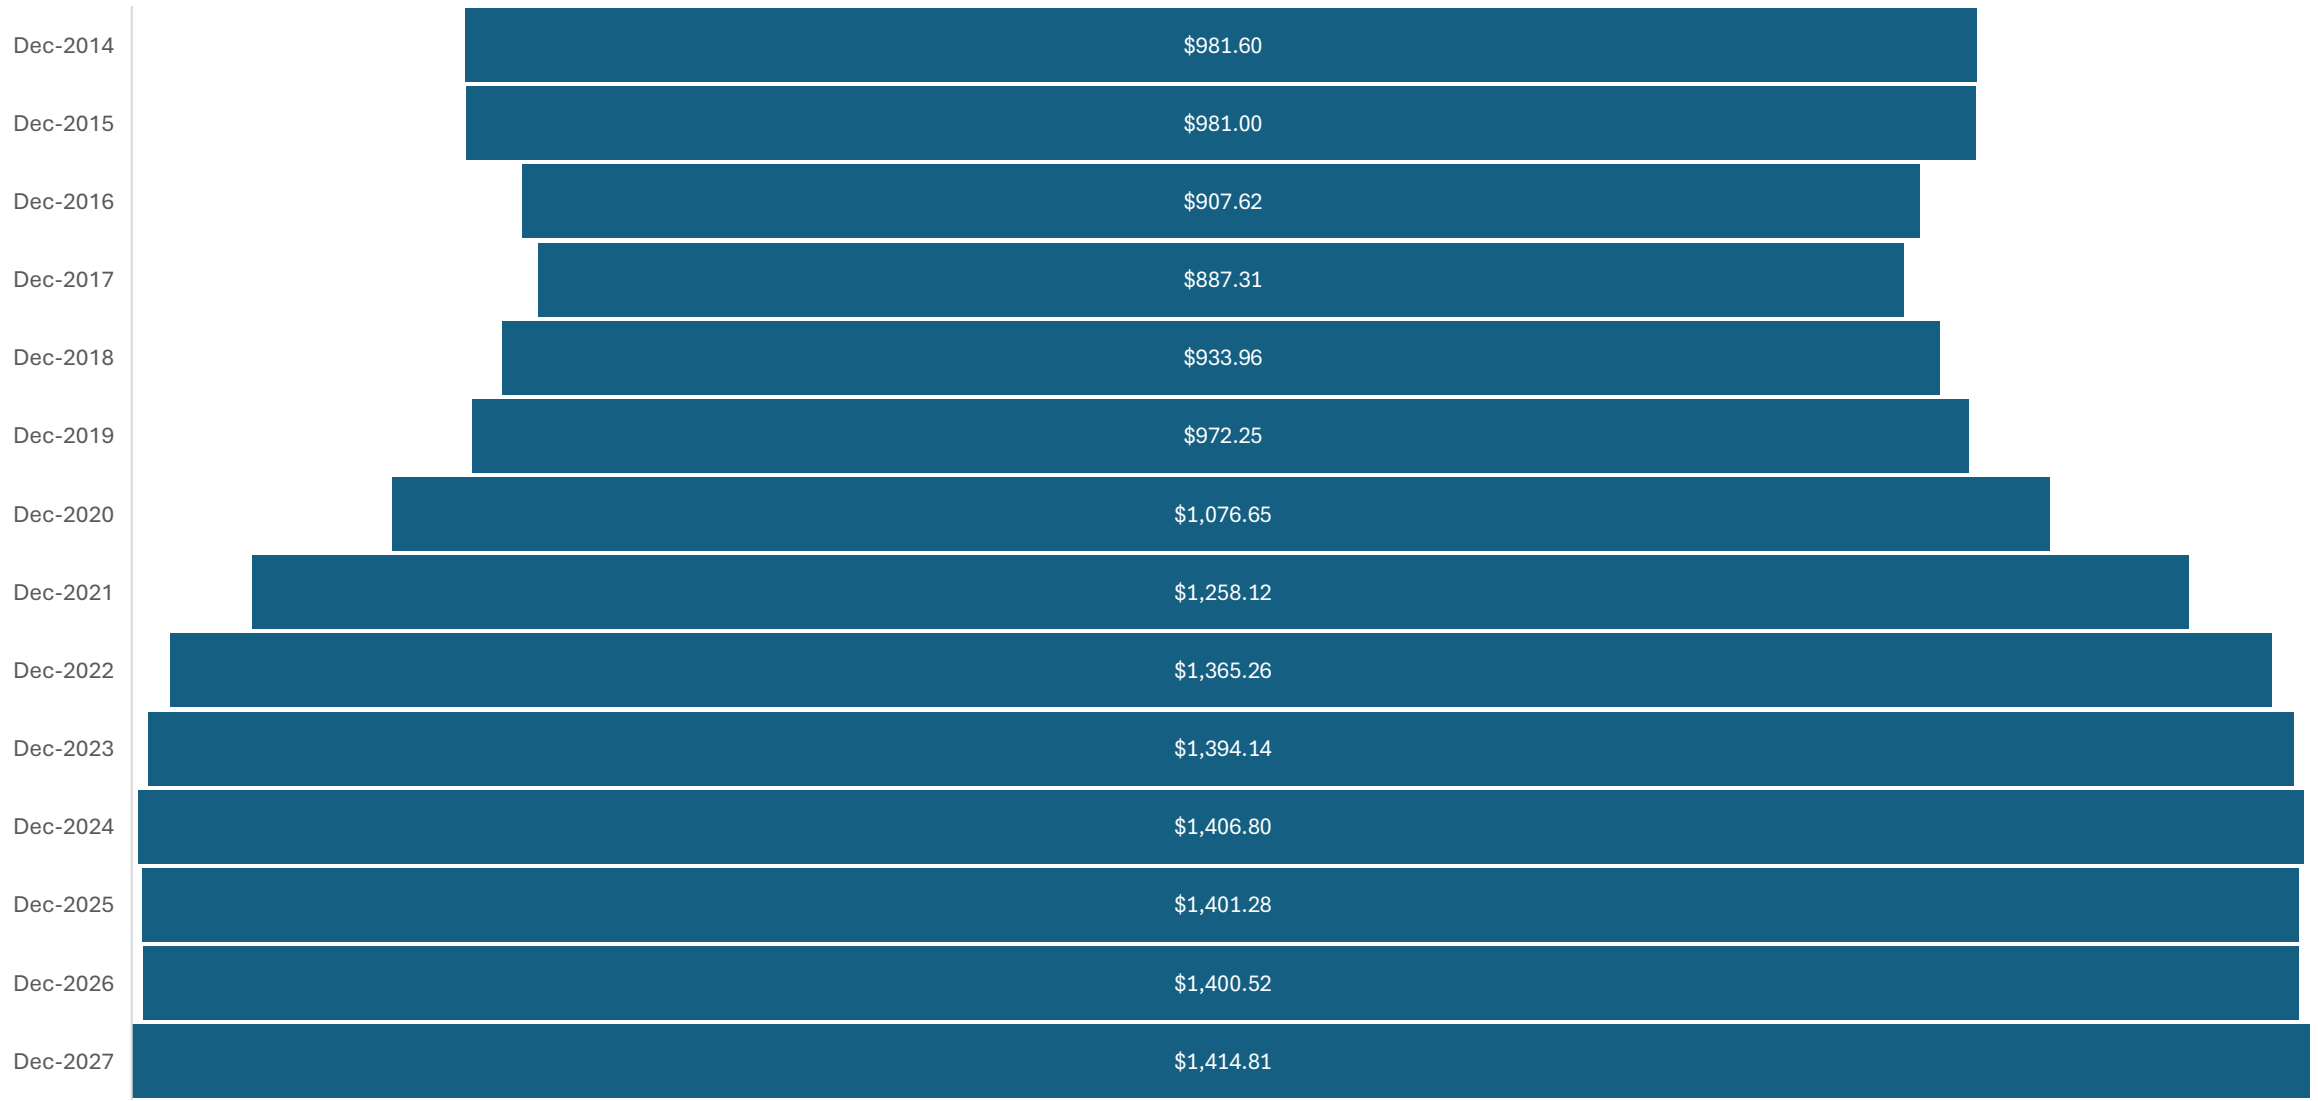 Dec-2014 $981.60
Dec-2015 $981.00
Dec-2016 $907.62
Dec-2017 $887.31
Dec-2018 $933.96
Dec-2019 $972.25
Dec-2020 $1,076.65
Dec-2021 $1,258.12
Dec-2022 $1,365.26
Dec-2023 $1,394.14
Dec-2024 $1,406.80
Dec-2025 $1,401.28
Dec-2026 $1,400.52
Dec-2027 $1,414.81